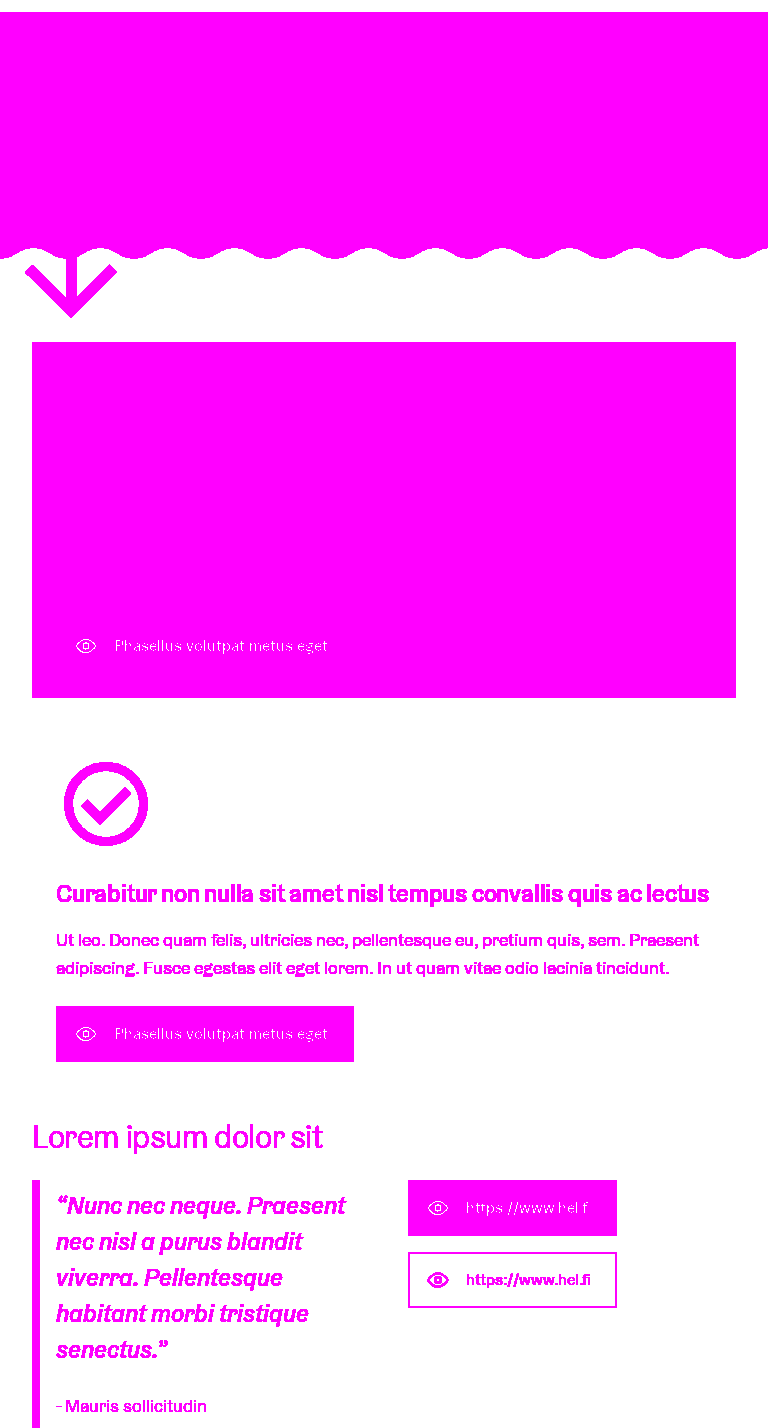 Phasellus volutpat metus eget
Curabitur non nulla sit amet nisl tempus convallis quis ac lectus
Ut leo. Donec quam felis, ultricies nec, pellentesque eu, pretium quis, sem. Praesent
adipiscing. Fusce egestas elit eget lorem. In ut quam vitae odio lacinia tincidunt.
Phasellus volutpat metus eget
Lorem ipsum dolor sit
“Nunc nec neque. Praesent
nec nisl a purus blandit
viverra. Pellentesque
habitant morbi tristique
senectus.”
- Mauris sollicitudin
https://www.hel.fi
https://www.hel.fi